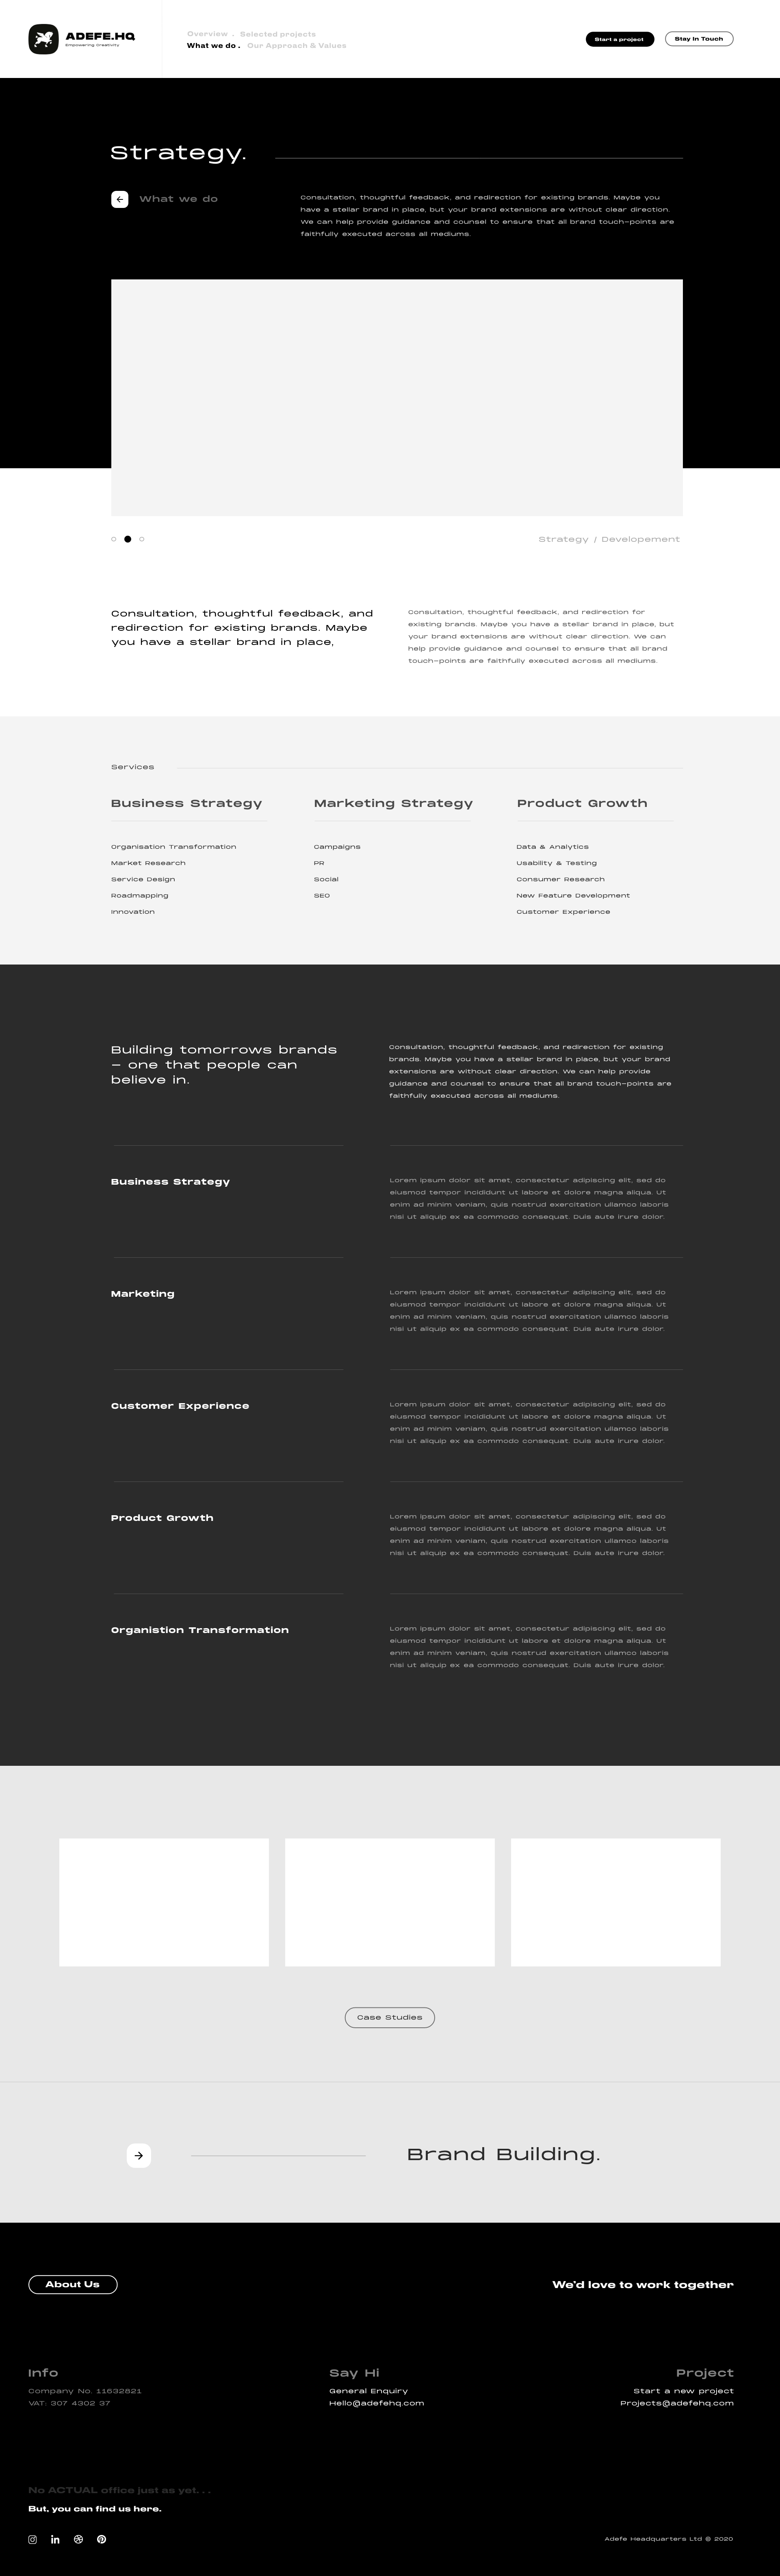 ADEFE.HQ
Empowering Creativity
Overview . Selected projects
What we do . Our Approach & Values
Start a project
Stay In Touch
Strategy.
What we do
Consultation, thoughtful feedback, and redirection for existing brands. Maybe you
have a stellar brand in place, but your brand extensions are without clear direction.
We can help provide guidance and counsel to ensure that all brand touch-points are
faithfully executed across all mediums.
Strategy / Developement
Consultation, thoughtful feedback, and
redirection for existing brands. Maybe
you have a stellar brand in place,
Consultation, thoughtful feedback, and redirection for
existing brands. Maybe you have a stellar brand in place, but
your brand extensions are without clear direction. We can
help provide guidance and counsel to ensure that all brand
touch-points are faithfully executed across all mediums.
Services
Business Strategy
Organisation Transformation
Market Research
Service Design
Roadmapping
Innovation
Marketing Strategy
Campaigns
PR
Social
SEO
Product Growth
Data & Analytics
Usability & Testing
Consumer Research
New Feature Development
Customer Experience
Building tomorrows brands
– one that people can
believe in.
Consultation, thoughtful feedback, and redirection for existing
brands. Maybe you have a stellar brand in place, but your brand
extensions are without clear direction. We can help provide
guidance and counsel to ensure that all brand touch-points are
faithfully executed across all mediums.
Business Strategy
Lorem ipsum dolor sit amet, consectetur adipiscing elit, sed do
eiusmod tempor incididunt ut labore et dolore magna aliqua. Ut
enim ad minim veniam, quis nostrud exercitation ullamco laboris
nisi ut aliquip ex ea commodo consequat. Duis aute irure dolor.
Marketing
Lorem ipsum dolor sit amet, consectetur adipiscing elit, sed do
eiusmod tempor incididunt ut labore et dolore magna aliqua. Ut
enim ad minim veniam, quis nostrud exercitation ullamco laboris
nisi ut aliquip ex ea commodo consequat. Duis aute irure dolor.
Customer Experience
Lorem ipsum dolor sit amet, consectetur adipiscing elit, sed do
eiusmod tempor incididunt ut labore et dolore magna aliqua. Ut
enim ad minim veniam, quis nostrud exercitation ullamco laboris
nisi ut aliquip ex ea commodo consequat. Duis aute irure dolor.
Product Growth
Lorem ipsum dolor sit amet, consectetur adipiscing elit, sed do
eiusmod tempor incididunt ut labore et dolore magna aliqua. Ut
enim ad minim veniam, quis nostrud exercitation ullamco laboris
nisi ut aliquip ex ea commodo consequat. Duis aute irure dolor.
Organistion Transformation
Lorem ipsum dolor sit amet, consectetur adipiscing elit, sed do
eiusmod tempor incididunt ut labore et dolore magna aliqua. Ut
enim ad minim veniam, quis nostrud exercitation ullamco laboris
nisi ut aliquip ex ea commodo consequat. Duis aute irure dolor.
Case Studies
Brand Building.
About Us
We'd love to work together
Info
Company No. 11632821
VAT: 307 4302 37
Say Hi
General Enquiry
Hello@adefehq.com
Project
Start a new project
Projects@adefehq.com
No ACTUAL office just as yet. . .
But, you can find us here.
Adefe Headquarters Ltd © 2020